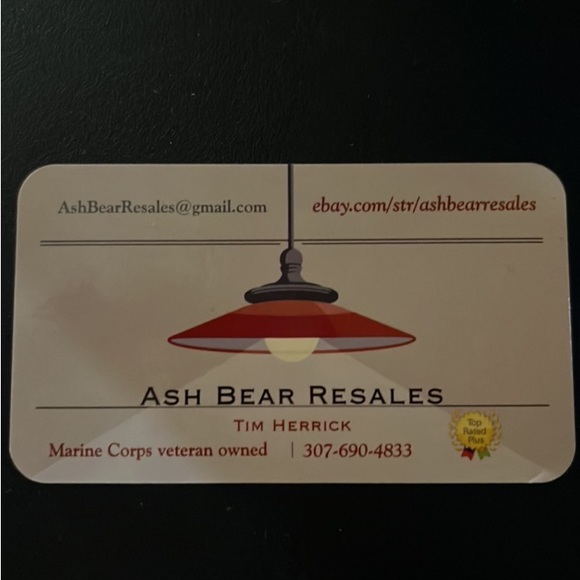 AshBearResales@gmail.com
ebay.com/str/ashbearresales
ASH BEAR RESALES
TIM HERRICK
Marine Corps veteran owned | 307-690-4833
Top
Rated
Plus